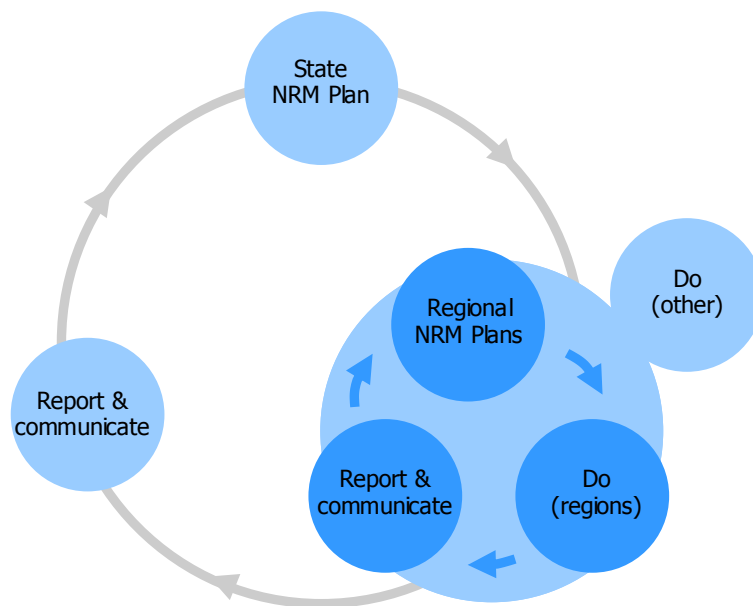 State
NRM Plan
Do
(other)
Regional
NRM Plans
Report &
communicate
Report &
communicate
Do
(regions)